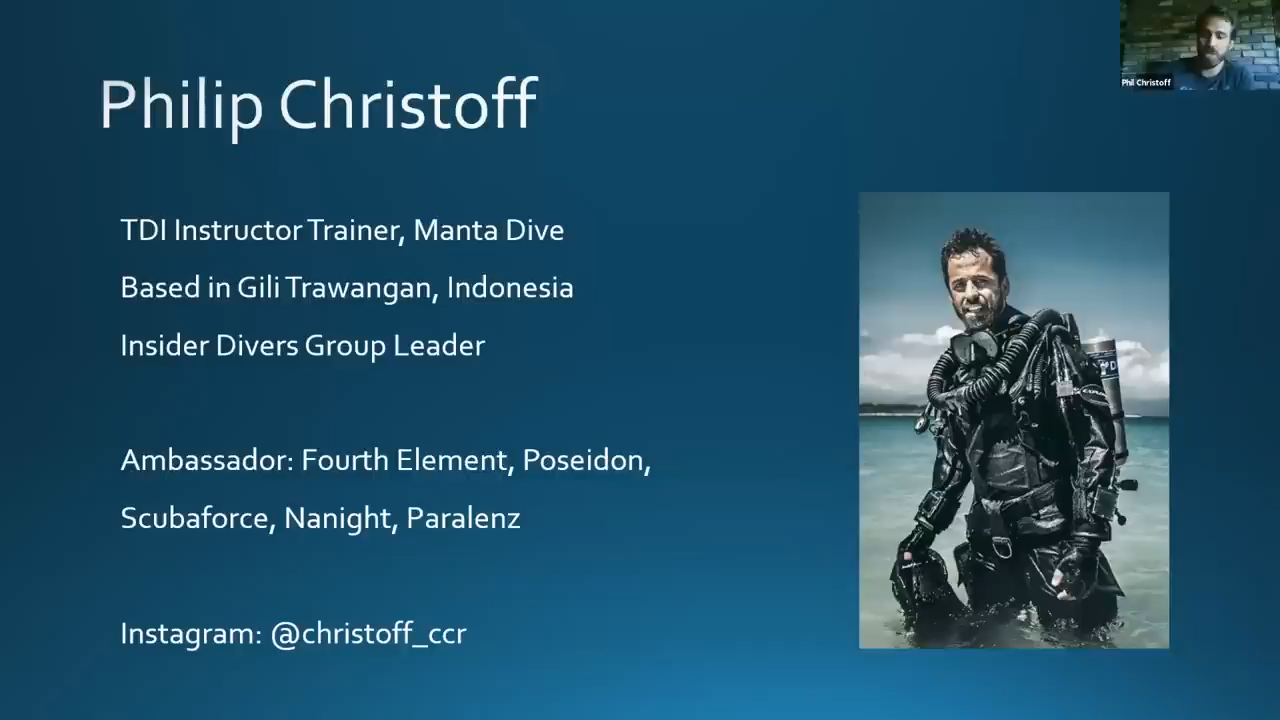 Philip Christoff
Phil Christoff
TDI Instructor Trainer, Manta Dive
Based in Gili Trawangan, Indonesia
Insider Divers Group Leader
Ambassador: Fourth Element, Poseidon,
Scubaforce, Nanight, Paralenz
Instagram: @christoff_ccr